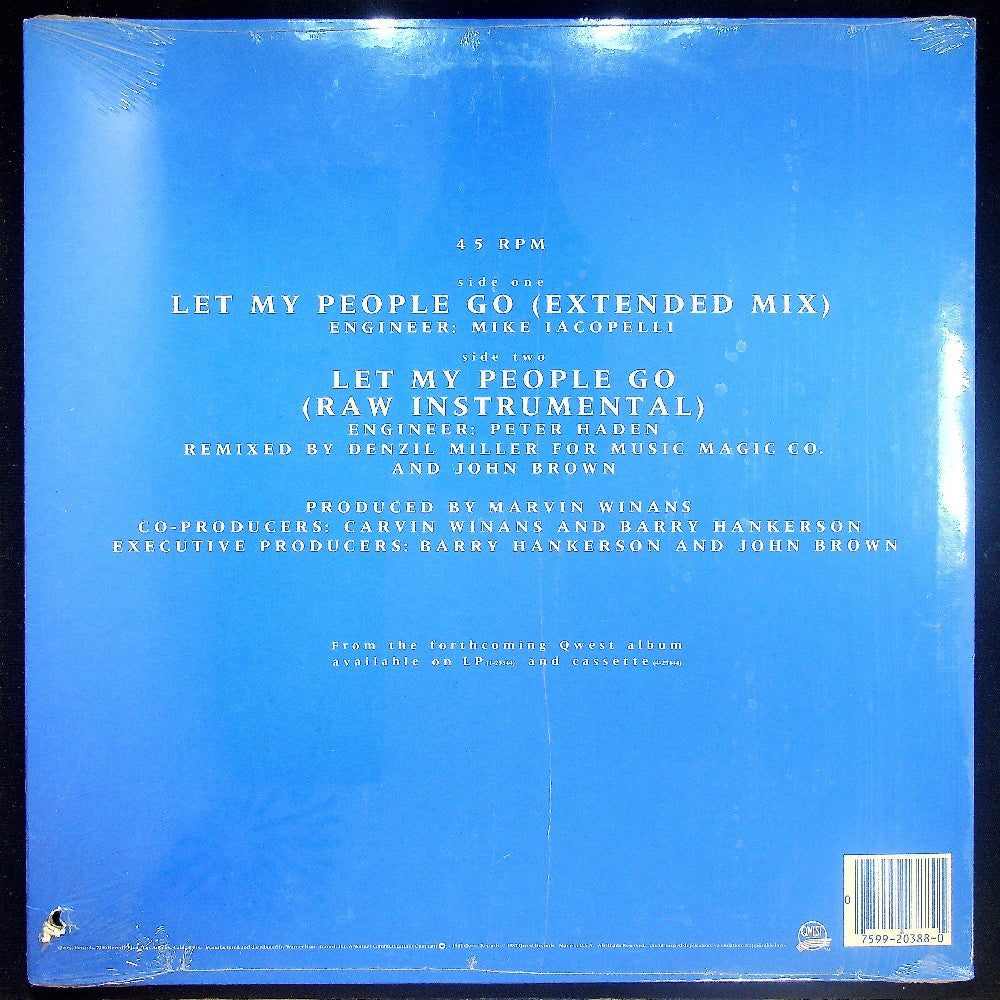 45 RPM
side one
LET MY PEOPLE GO (EXTENDED MIX)
ENGINEER: MIKE IACOPELLI
side two
LET MY PEOPLE GO
(RAW INSTRUMENTAL)
ENGINEER: PETER HADEN
REMIXED BY DENZIL MILLER FOR MUSIC MAGIC CO.
AND JOHN BROWN
PRODUCED BY MARVIN WINANS
CO-PRODUCERS: CARVIN WINANS AND BARRY HANKERSON
EXECUTIVE PRODUCERS: BARRY HANKERSON AND JOHN BROWN
From the forthcoming Qwest album
available on LP and cassette
0
7599-20388-0
QWEST